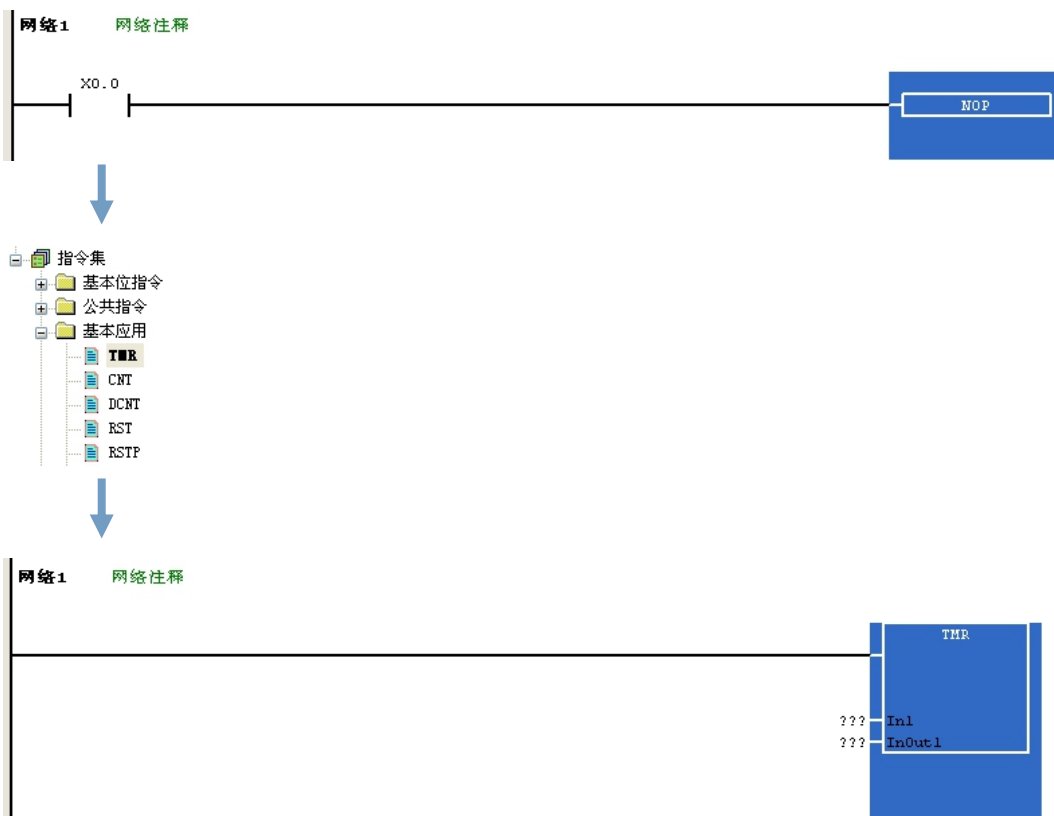 网络1 网络注释
X0.0
NOP
指令集
基本位指令
公共指令
基本应用
TMR
CNT
DCNT
RST
RSTP
网络1 网络注释
TMR
??? In1
??? InOut1